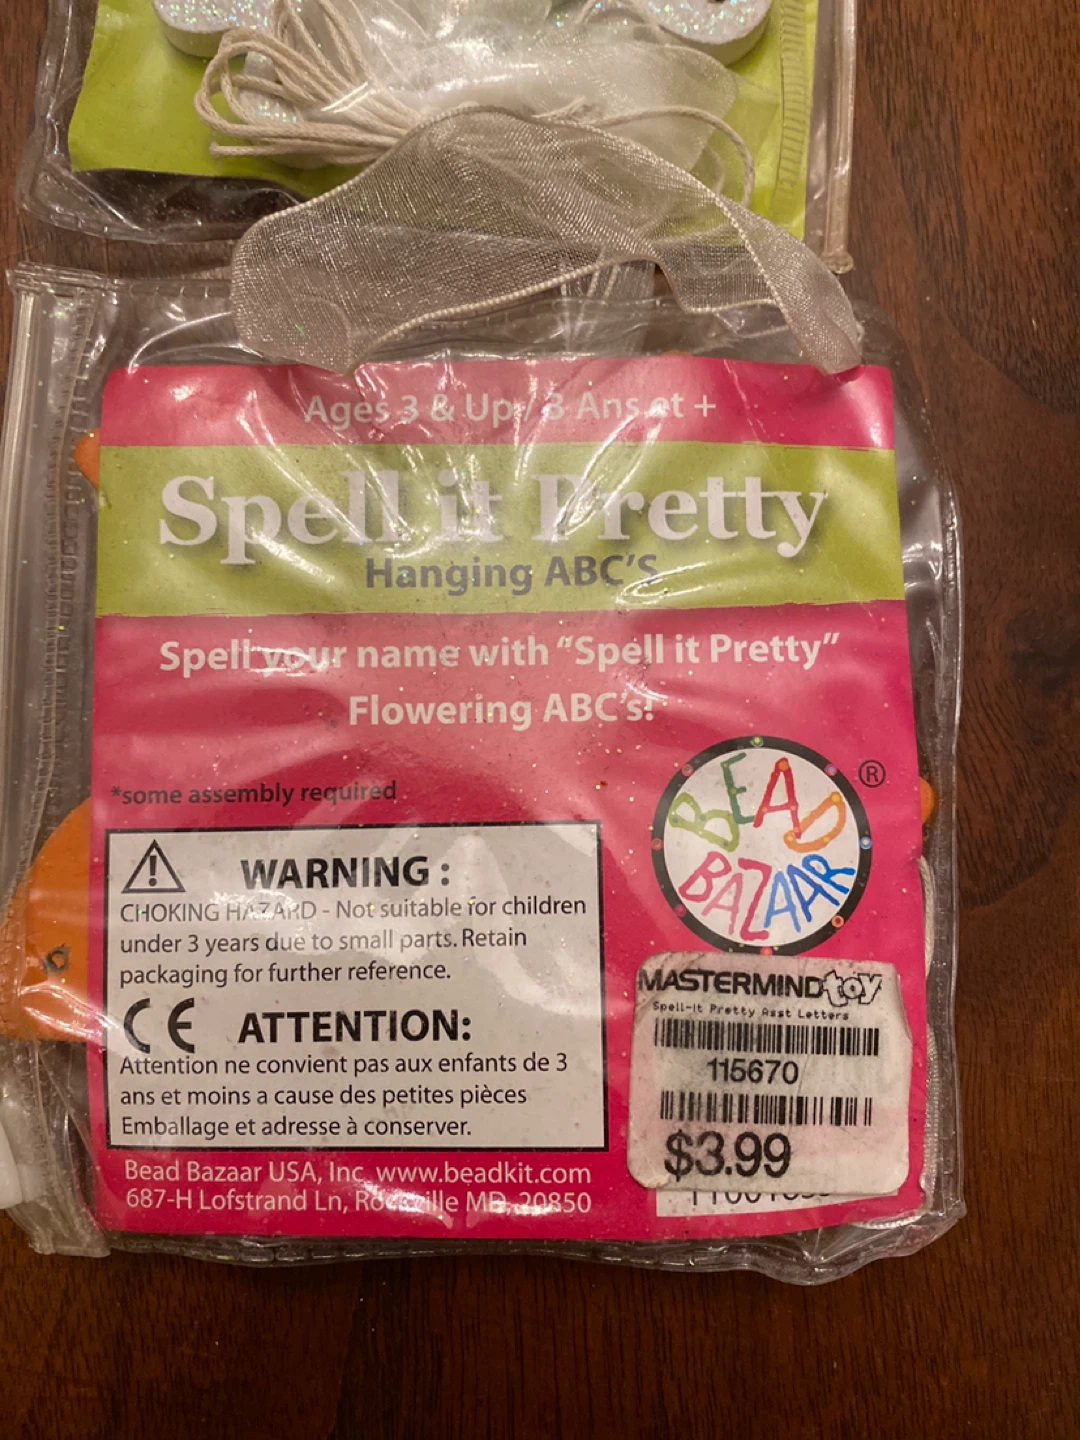 Ages 3 & Up / 3 Ans et +
Spell it Pretty
Hanging ABC'S
Spell your name with "Spell it Pretty"
Flowering ABC's!
*some assembly required
BEAD
BAZAAR
®
WARNING :
CHOKING HAZARD - Not suitable for children
under 3 years due to small parts. Retain
packaging for further reference.
CE ATTENTION:
Attention ne convient pas aux enfants de 3
ans et moins a cause des petites pièces
Emballage et adresse à conserver.
MASTERMIND toy
Spell-it Pretty Asst Letters
115670
$3.99
Bead Bazaar USA, Inc. www.beadkit.com
687-H Lofstrand Ln, Rockville MD, 20850